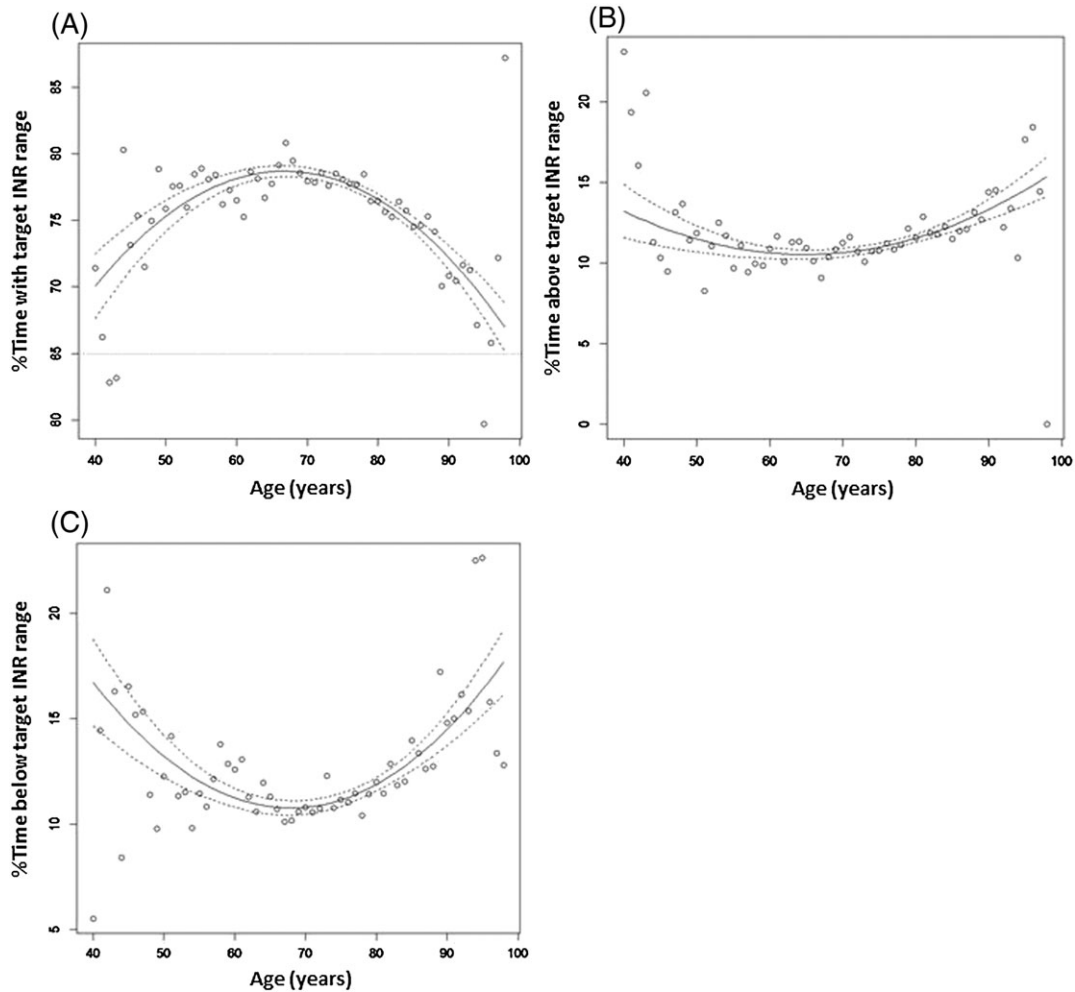 (A)
%Time with target INR range
85
80
75
70
65
80
40 50 60 70 80 90 100
Age (years)
(B)
%Time above target INR range
20
15
10
5
0
40 50 60 70 80 90 100
Age (years)
(C)
%Time below target INR range
20
15
10
5
40 50 60 70 80 90 100
Age (years)